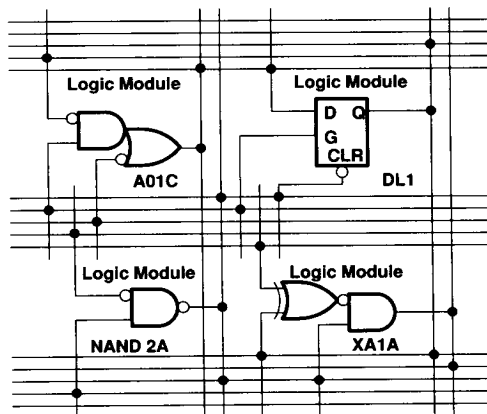 Logic Module
Logic Module
D Q
G
CLR
A01C
DL1
Logic Module
Logic Module
NAND 2A
XA1A